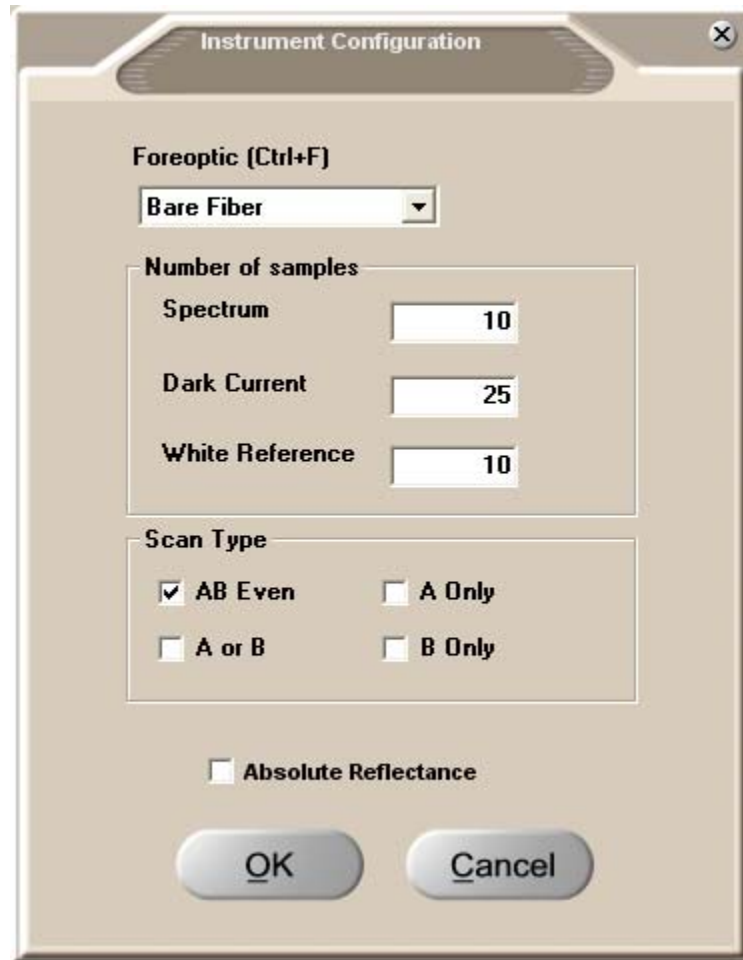 Instrument Configuration
Foreoptic (Ctrl+F)
Bare Fiber
Number of samples
Spectrum 10
Dark Current 25
White Reference 10
Scan Type
AB Even A Only
A or B B Only
Absolute Reflectance
OK Cancel